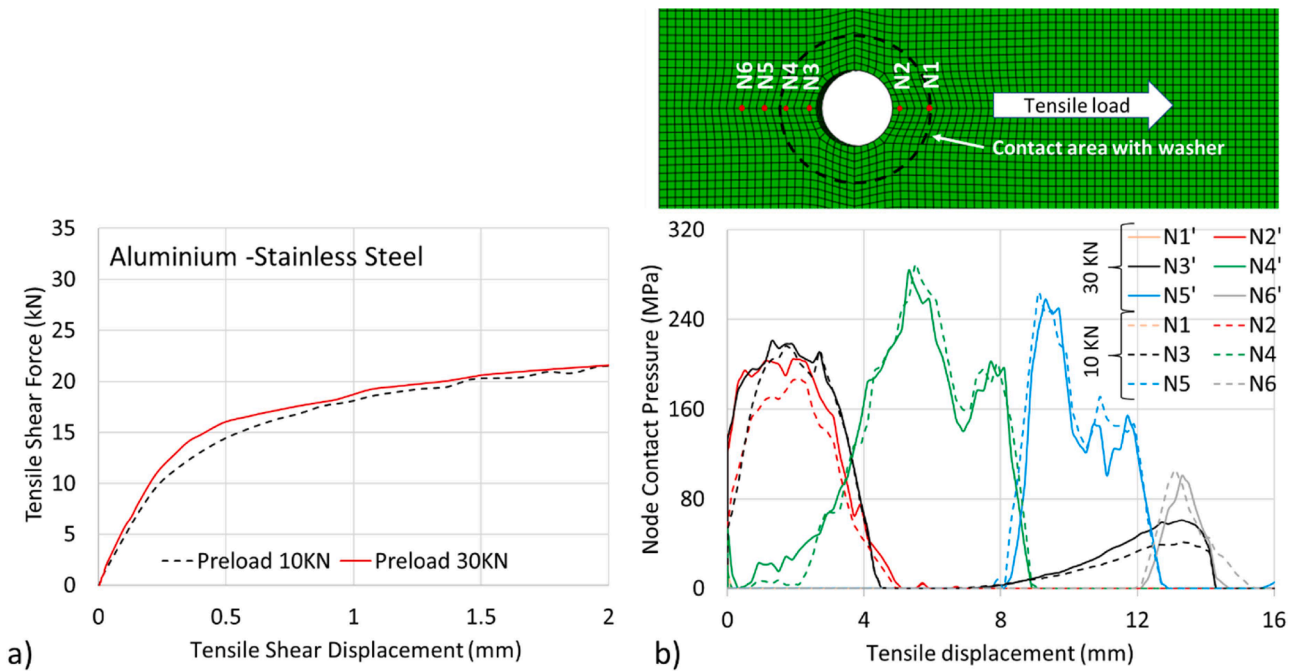 N6
N5
N4
N3
N2
N1
Tensile load
Contact area with washer
Aluminium -Stainless Steel
Tensile Shear Force (kN)
35
30
25
20
15
10
5
0
Preload 10KN
Preload 30KN
0 0.5 1 1.5 2
Tensile Shear Displacement (mm)
a)
Node Contact Pressure (MPa)
320
240
160
80
0
30 KN
N1' N2'
N3' N4'
N5' N6'
10 KN
N1 N2
N3 N4
N5 N6
0 4 8 12 16
Tensile displacement (mm)
b)